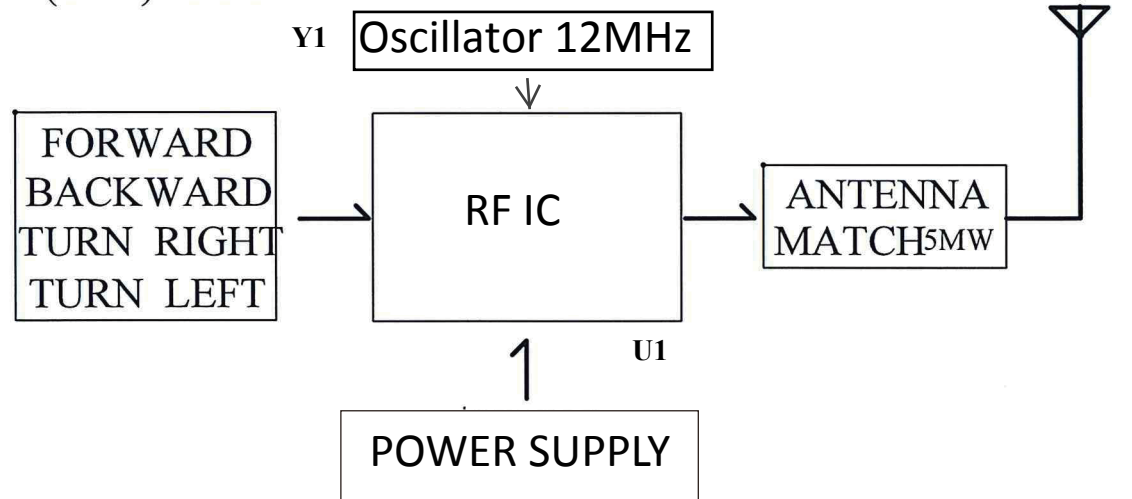 Y1
Oscillator 12MHz
FORWARD
BACKWARD
TURN RIGHT
TURN LEFT
RF IC
ANTENNA
MATCH5MW
U1
POWER SUPPLY